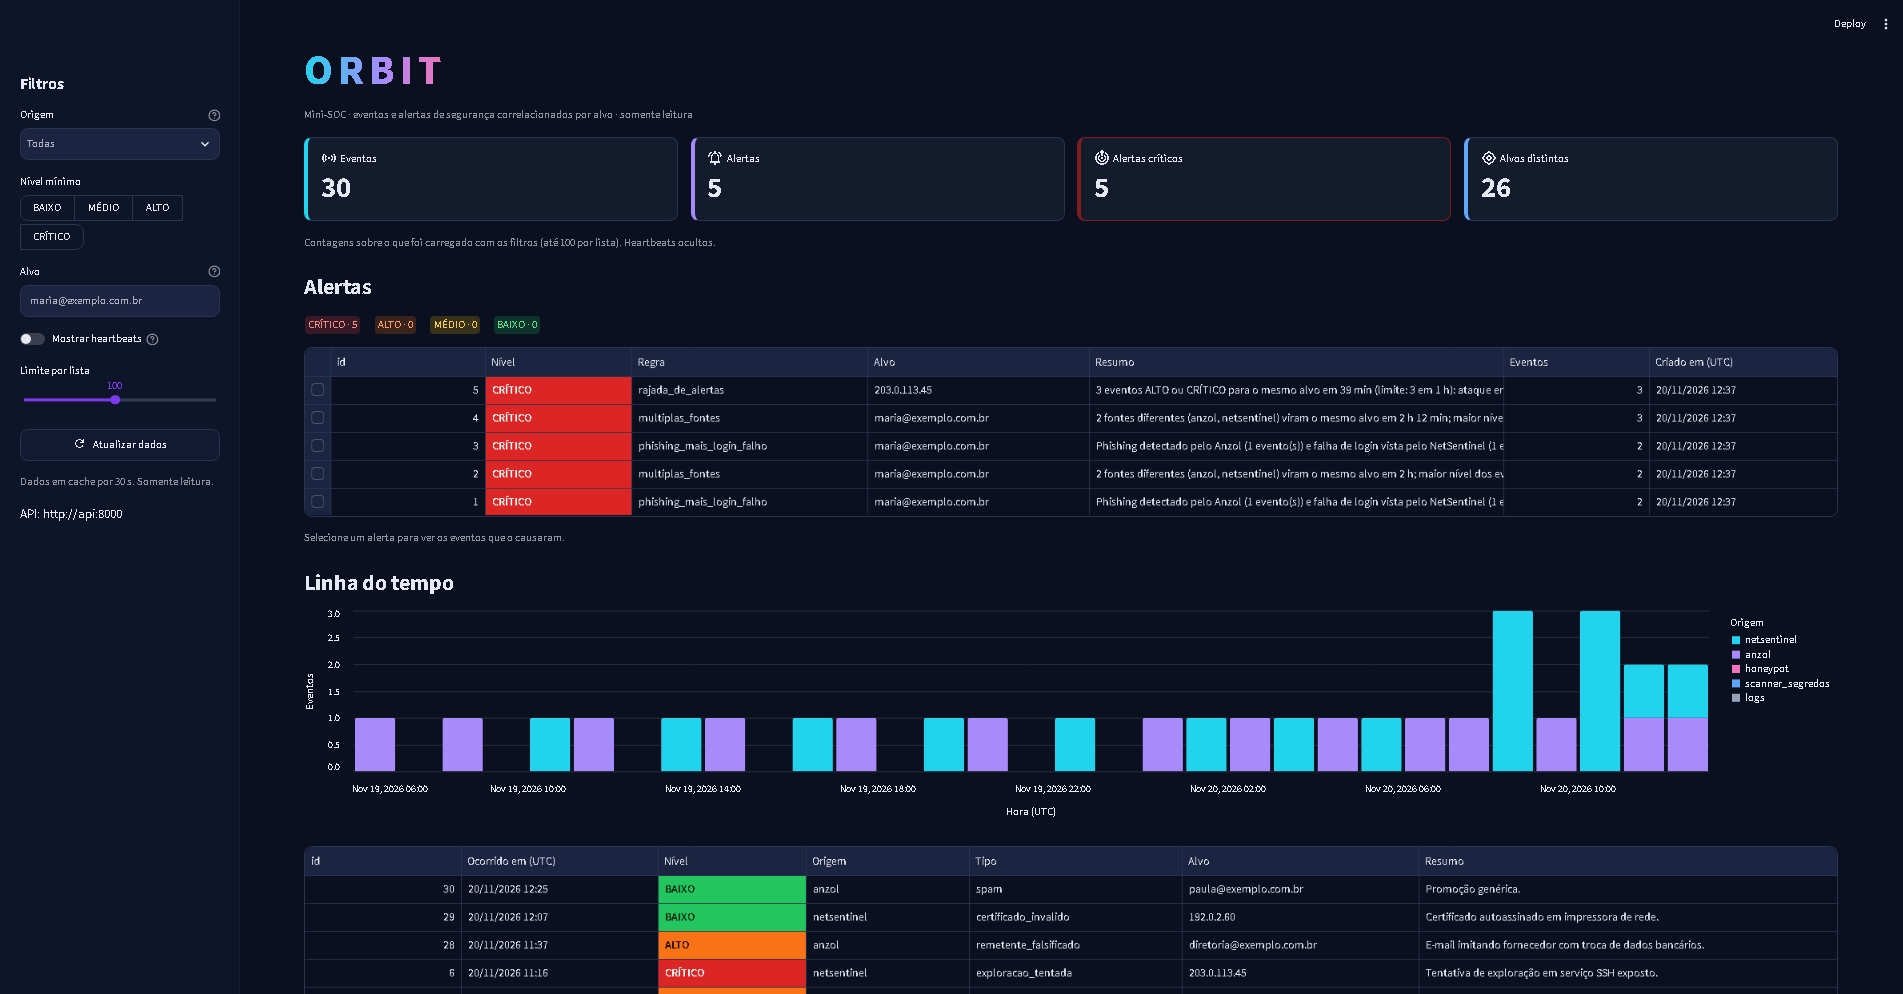 Deploy
Filtros
Origem
Todas
Nível mínimo
BAIXO MÉDIO ALTO
CRÍTICO
Alvo
maria@exemplo.com.br
Mostrar heartbeats
Limite por lista
100
Atualizar dados
Dados em cache por 30 s. Somente leitura.
API: http://api:8000
ORBIT
Mini-SOC · eventos e alertas de segurança correlacionados por alvo · somente leitura
Eventos
30
Alertas
5
Alertas críticos
5
Alvos distintos
26
Contagens sobre o que foi carregado com os filtros (até 100 por lista). Heartbeats ocultos.
Alertas
CRÍTICO · 5 ALTO · 0 MÉDIO · 0 BAIXO · 0
id Nível Regra Alvo Resumo Eventos Criado em (UTC)
5 CRÍTICO rajada_de_alertas 203.0.113.45 3 eventos ALTO ou CRÍTICO para o mesmo alvo em 39 min (limite: 3 em 1 h): ataque er 3 20/11/2026 12:37
4 CRÍTICO multiplas_fontes maria@exemplo.com.br 2 fontes diferentes (anzol, netsentinel) viram o mesmo alvo em 2 h 12 min; maior níve 3 20/11/2026 12:37
3 CRÍTICO phishing_mais_login_falho maria@exemplo.com.br Phishing detectado pelo Anzol (1 evento(s)) e falha de login vista pelo NetSentinel (1 e 2 20/11/2026 12:37
2 CRÍTICO multiplas_fontes maria@exemplo.com.br 2 fontes diferentes (anzol, netsentinel) viram o mesmo alvo em 2 h; maior nível dos ev 2 20/11/2026 12:37
1 CRÍTICO phishing_mais_login_falho maria@exemplo.com.br Phishing detectado pelo Anzol (1 evento(s)) e falha de login vista pelo NetSentinel (1 e 2 20/11/2026 12:37
Selecione um alerta para ver os eventos que o causaram.
Linha do tempo
3.0
2.5
2.0
1.5
1.0
0.5
0.0
Eventos
Nov 19, 2026 06:00 Nov 19, 2026 10:00 Nov 19, 2026 14:00 Nov 19, 2026 18:00 Nov 19, 2026 22:00 Nov 20, 2026 02:00 Nov 20, 2026 06:00 Nov 20, 2026 10:00
Hora (UTC)
Origem
netsentinel
anzol
honeypot
scanner_segredos
logs
id Ocorrido em (UTC) Nível Origem Tipo Alvo Resumo
30 20/11/2026 12:25 BAIXO anzol spam paula@exemplo.com.br Promoção genérica.
29 20/11/2026 12:07 BAIXO netsentinel certificado_invalido 192.0.2.60 Certificado autoassinado em impressora de rede.
28 20/11/2026 11:37 ALTO anzol remetente_falsificado diretoria@exemplo.com.br E-mail imitando fornecedor com troca de dados bancários.
6 20/11/2026 11:16 CRÍTICO netsentinel exploracao_tentada 203.0.113.45 Tentativa de exploração em serviço SSH exposto.